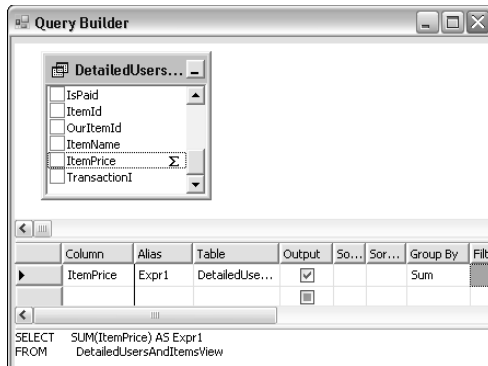 Query Builder
DetailedUsers...
IsPaid
ItemId
OurItemId
ItemName
ItemPrice Σ
TransactionI
Column Alias Table Output So... Sor... Group By Filt
ItemPrice Expr1 DetailedUse... Sum
SELECT SUM(ItemPrice) AS Expr1
FROM DetailedUsersAndItemsView